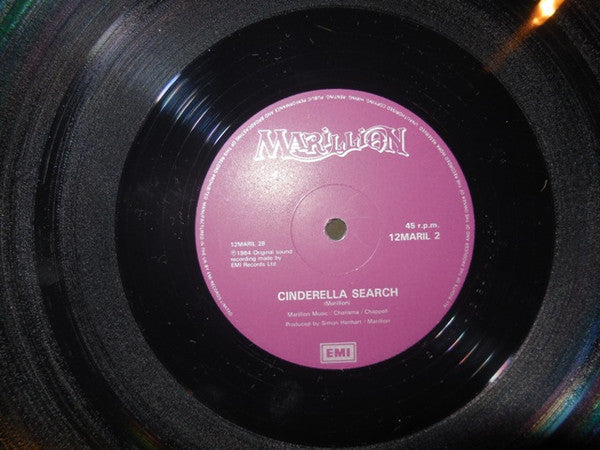 MARILLION
45 r.p.m.
12MARIL 2
12MARIL 2B
Ⓟ1984 Original sound
recording made by
EMI Records Ltd
CINDERELLA SEARCH
(Marillion)
Marillion Music / Charisma / Chappell
Produced by Simon Hanhart / Marillion
EMI